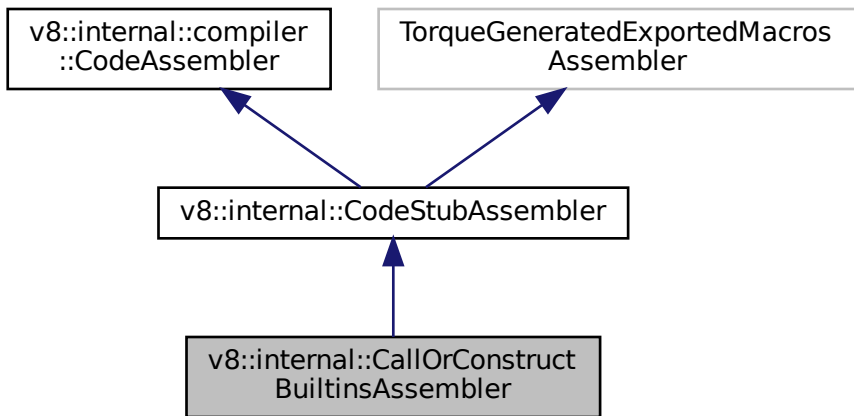 v8::internal::compiler
::CodeAssembler
TorqueGeneratedExportedMacros
Assembler
v8::internal::CodeStubAssembler
v8::internal::CallOrConstruct
BuiltinsAssembler